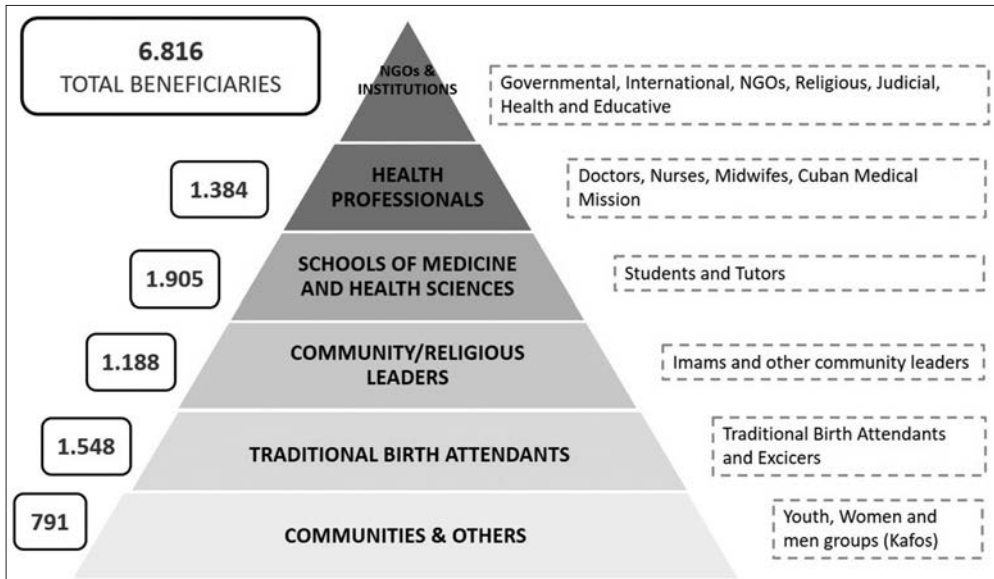 6.816
TOTAL BENEFICIARIES
NGOs &
INSTITUTIONS
Governmental, International, NGOs, Religious, Judicial,
Health and Educative
1.384
HEALTH
PROFESSIONALS
Doctors, Nurses, Midwifes, Cuban Medical
Mission
1.905
SCHOOLS OF MEDICINE
AND HEALTH SCIENCES
Students and Tutors
1.188
COMMUNITY/RELIGIOUS
LEADERS
Imams and other community leaders
1.548
TRADITIONAL BIRTH ATTENDANTS
Traditional Birth Attendants
and Excicers
791
COMMUNITIES & OTHERS
Youth, Women and
men groups (Kafos)